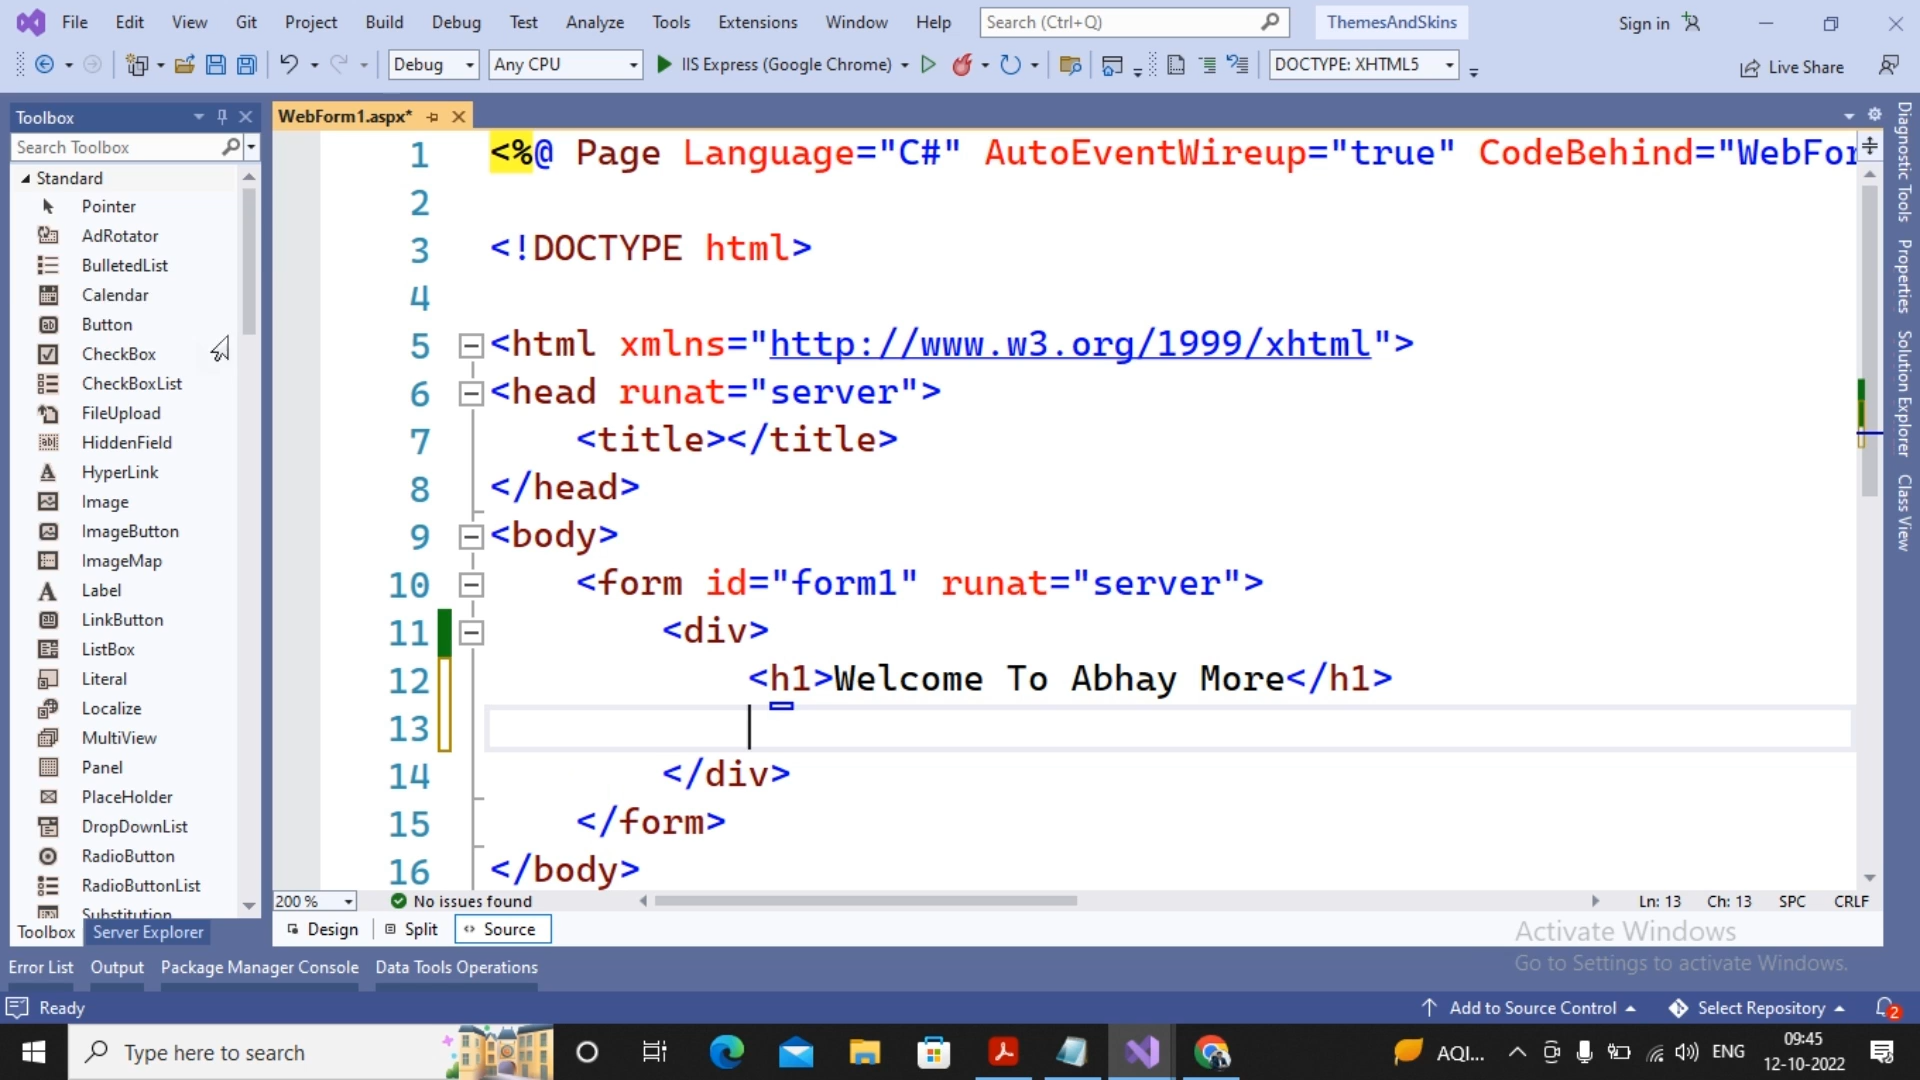 File Edit View Git Project Build Debug Test Analyze Tools Extensions Window Help Search (Ctrl+Q) ThemesAndSkins Sign in
Debug Any CPU IIS Express (Google Chrome) DOCTYPE: XHTML5 Live Share
Toolbox
Search Toolbox
Standard
Pointer
AdRotator
BulletedList
Calendar
Button
CheckBox
CheckBoxList
FileUpload
HiddenField
HyperLink
Image
ImageButton
ImageMap
Label
LinkButton
ListBox
Literal
Localize
MultiView
Panel
PlaceHolder
DropDownList
RadioButton
RadioButtonList
Substitution
Toolbox Server Explorer
WebForm1.aspx*
1 <%@ Page Language="C#" AutoEventWireup="true" CodeBehind="WebFor
2
3 <!DOCTYPE html>
4
5 <html xmlns="http://www.w3.org/1999/xhtml">
6 <head runat="server">
7 <title></title>
8 </head>
9 <body>
10 <form id="form1" runat="server">
11 <div>
12 <h1>Welcome To Abhay More</h1>
13
14 </div>
15 </form>
16 </body>
200 % No issues found Ln: 13 Ch: 13 SPC CRLF
Design Split Source
Diagnostic Tools
Properties
Solution Explorer
Class View
Activate Windows
Go to Settings to activate Windows.
Error List Output Package Manager Console Data Tools Operations
Ready Add to Source Control Select Repository 2
Type here to search AQI... ENG 09:45
12-10-2022